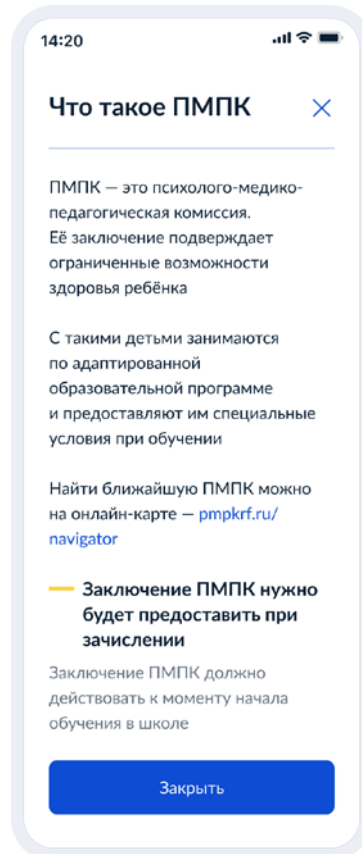 14:20
Что такое ПМПК
ПМПК — это психолого-медико-
педагогическая комиссия.
Её заключение подверждает
ограниченные возможности
здоровья ребёнка
С такими детьми занимаются
по адаптированной
образовательной программе
и предоставляют им специальные
условия при обучении
Найти ближайшую ПМПК можно
на онлайн-карте — pmpkrf.ru/
navigator
Заключение ПМПК нужно
будет предоставить при
зачислении
Заключение ПМПК должно
действовать к моменту начала
обучения в школе
Закрыть